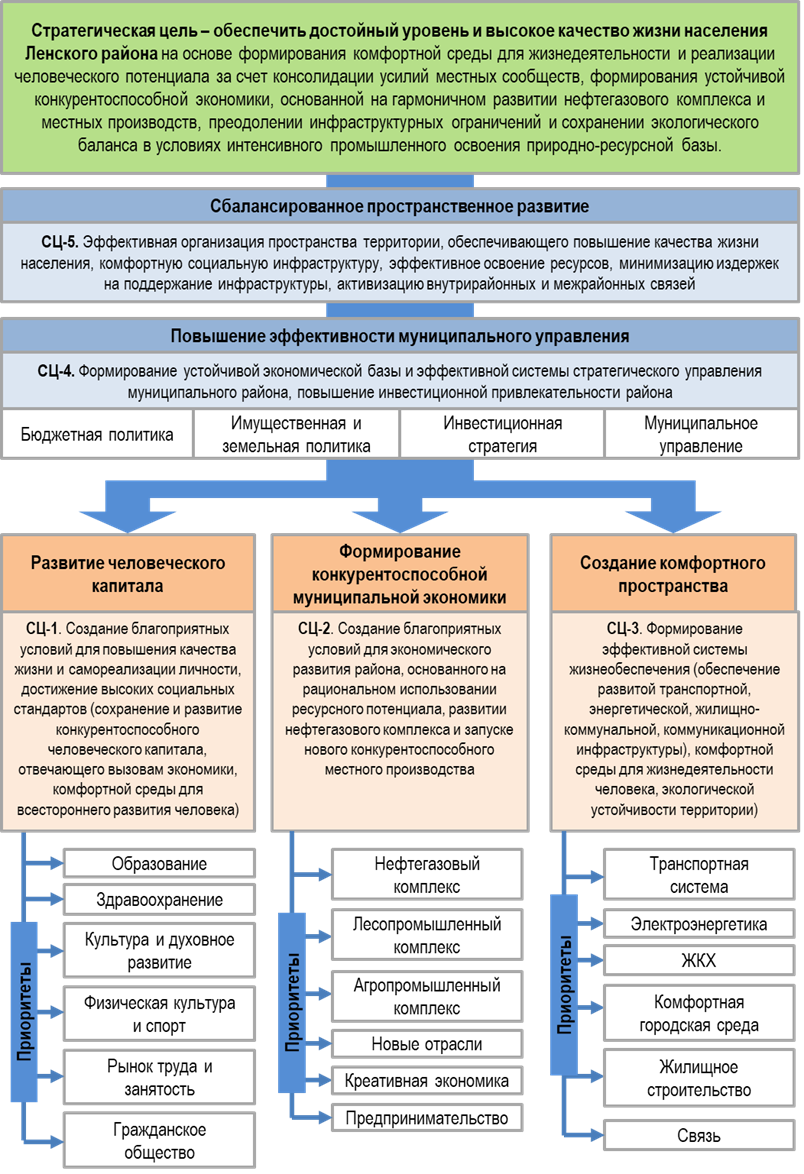 Стратегическая цель – обеспечить достойный уровень и высокое качество жизни населения
Ленского района на основе формирования комфортной среды для жизнедеятельности и реализации
человеческого потенциала за счет консолидации усилий местных сообществ, формирования устойчивой
конкурентоспособной экономики, основанной на гармоничном развитии нефтегазового комплекса и
местных производств, преодолении инфраструктурных ограничений и сохранении экологического
баланса в условиях интенсивного промышленного освоения природно-ресурсной базы.
Сбалансированное пространственное развитие
СЦ-5. Эффективная организация пространства территории, обеспечивающего повышение качества жизни
населения, комфортную социальную инфраструктуру, эффективное освоение ресурсов, минимизацию издержек
на поддержание инфраструктуры, активизацию внутрирайонных и межрайонных связей
Повышение эффективности муниципального управления
СЦ-4. Формирование устойчивой экономической базы и эффективной системы стратегического управления
муниципального района, повышение инвестиционной привлекательности района
Бюджетная политика
Имущественная и
земельная политика
Инвестиционная
стратегия
Муниципальное
управление
Развитие человеческого
капитала
СЦ-1. Создание благоприятных
условий для повышения качества
жизни и самореализации личности,
достижение высоких социальных
стандартов (сохранение и развитие
конкурентоспособного
человеческого капитала,
отвечающего вызовам экономики,
комфортной среды для
всестороннего развития человека)
Приоритеты
Образование
Здравоохранение
Культура и духовное
развитие
Физическая культура
и спорт
Рынок труда и
занятость
Гражданское
общество
Формирование
конкурентоспособной
муниципальной экономики
СЦ-2. Создание благоприятных
условий для экономического
развития района, основанного на
рациональном использовании
ресурсного потенциала, развитии
нефтегазового комплекса и запуске
нового конкурентоспособного
местного производства
Приоритеты
Нефтегазовый
комплекс
Лесопромышленный
комплекс
Агропромышленный
комплекс
Новые отрасли
Креативная экономика
Предпринимательство
Создание комфортного
пространства
СЦ-3. Формирование
эффективной системы
жизнеобеспечения (обеспечение
развитой транспортной,
энергетической, жилищно-
коммунальной, коммуникационной
инфраструктуры), комфортной
среды для жизнедеятельности
человека, экологической
устойчивости территории)
Приоритеты
Транспортная
система
Электроэнергетика
ЖКХ
Комфортная
городская среда
Жилищное
строительство
Связь